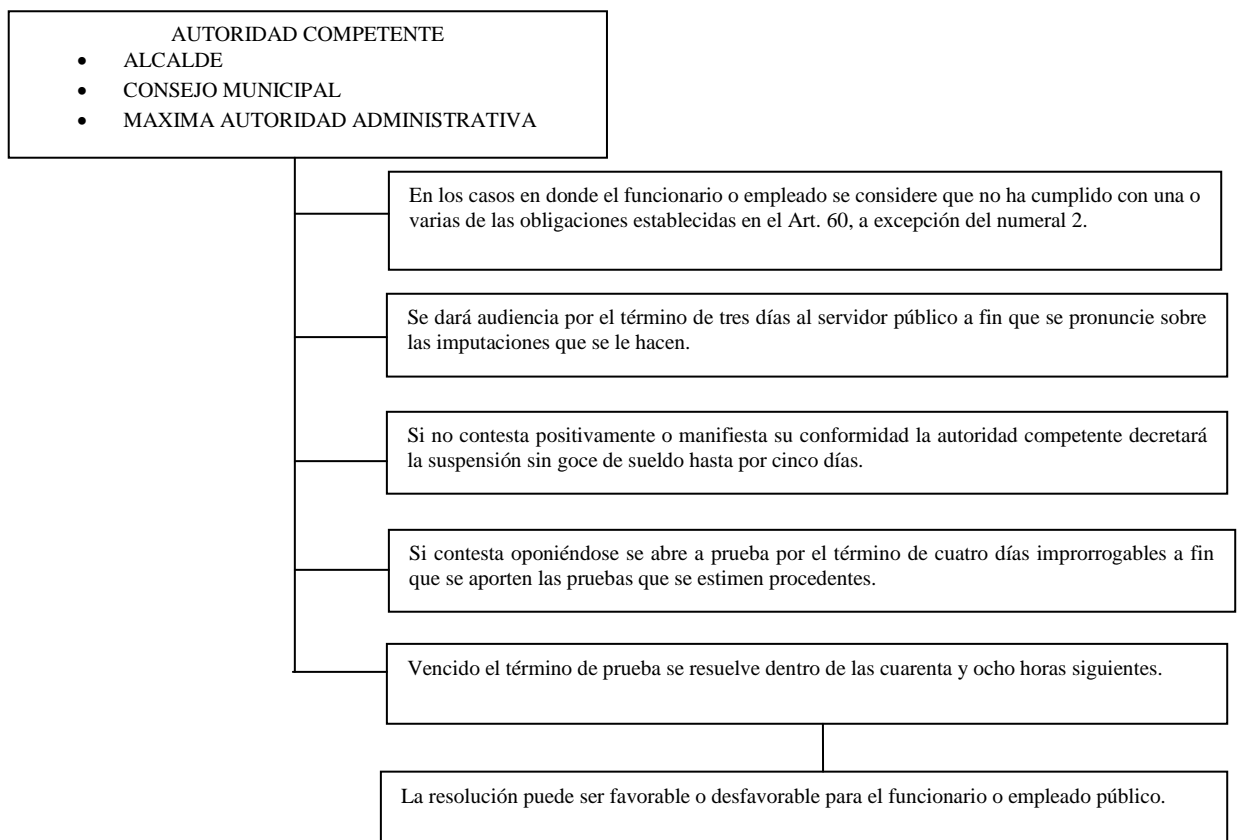 AUTORIDAD COMPETENTE
• ALCALDE
• CONSEJO MUNICIPAL
• MAXIMA AUTORIDAD ADMINISTRATIVA
En los casos en donde el funcionario o empleado se considere que no ha cumplido con una o
varias de las obligaciones establecidas en el Art. 60, a excepción del numeral 2.
Se dará audiencia por el término de tres días al servidor público a fin que se pronuncie sobre
las imputaciones que se le hacen.
Si no contesta positivamente o manifiesta su conformidad la autoridad competente decretará
la suspensión sin goce de sueldo hasta por cinco días.
Si contesta oponiéndose se abre a prueba por el término de cuatro días improrrogables a fin
que se aporten las pruebas que se estimen procedentes.
Vencido el término de prueba se resuelve dentro de las cuarenta y ocho horas siguientes.
La resolución puede ser favorable o desfavorable para el funcionario o empleado público.